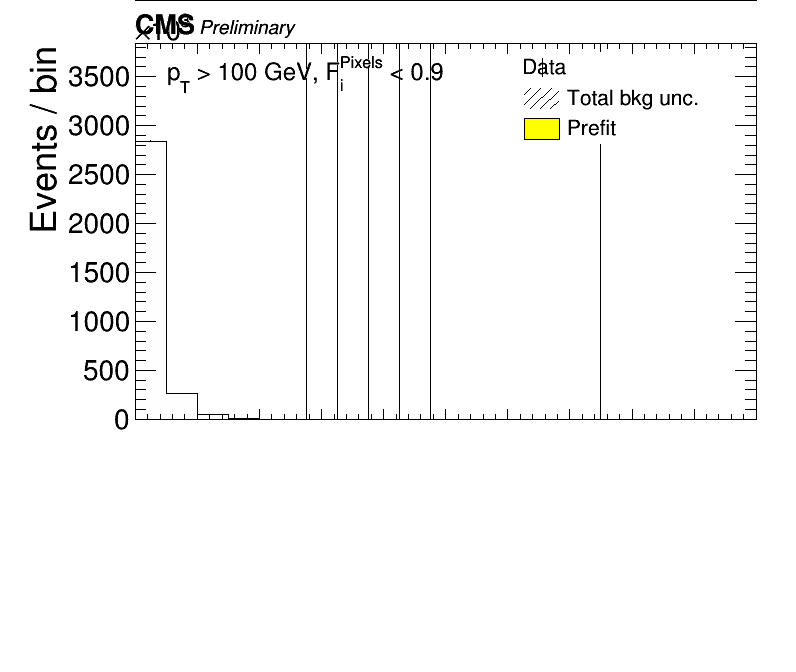 CMS Preliminary
Events / bin
p_T > 100 GeV, F_i^Pixels < 0.9
Data
Total bkg unc.
Prefit
3500
3000
2500
2000
1500
1000
500
0